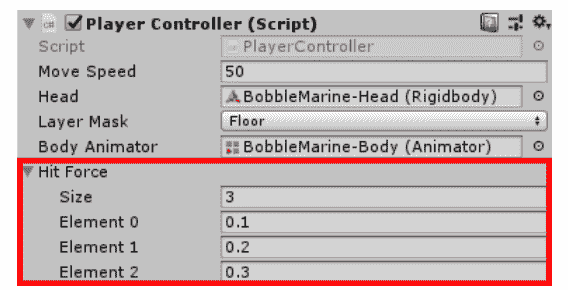 Player Controller (Script)
Script PlayerController
Move Speed 50
Head BobbleMarine-Head (Rigidbody)
Layer Mask Floor
Body Animator BobbleMarine-Body (Animator)
Hit Force
Size 3
Element 0 0.1
Element 1 0.2
Element 2 0.3